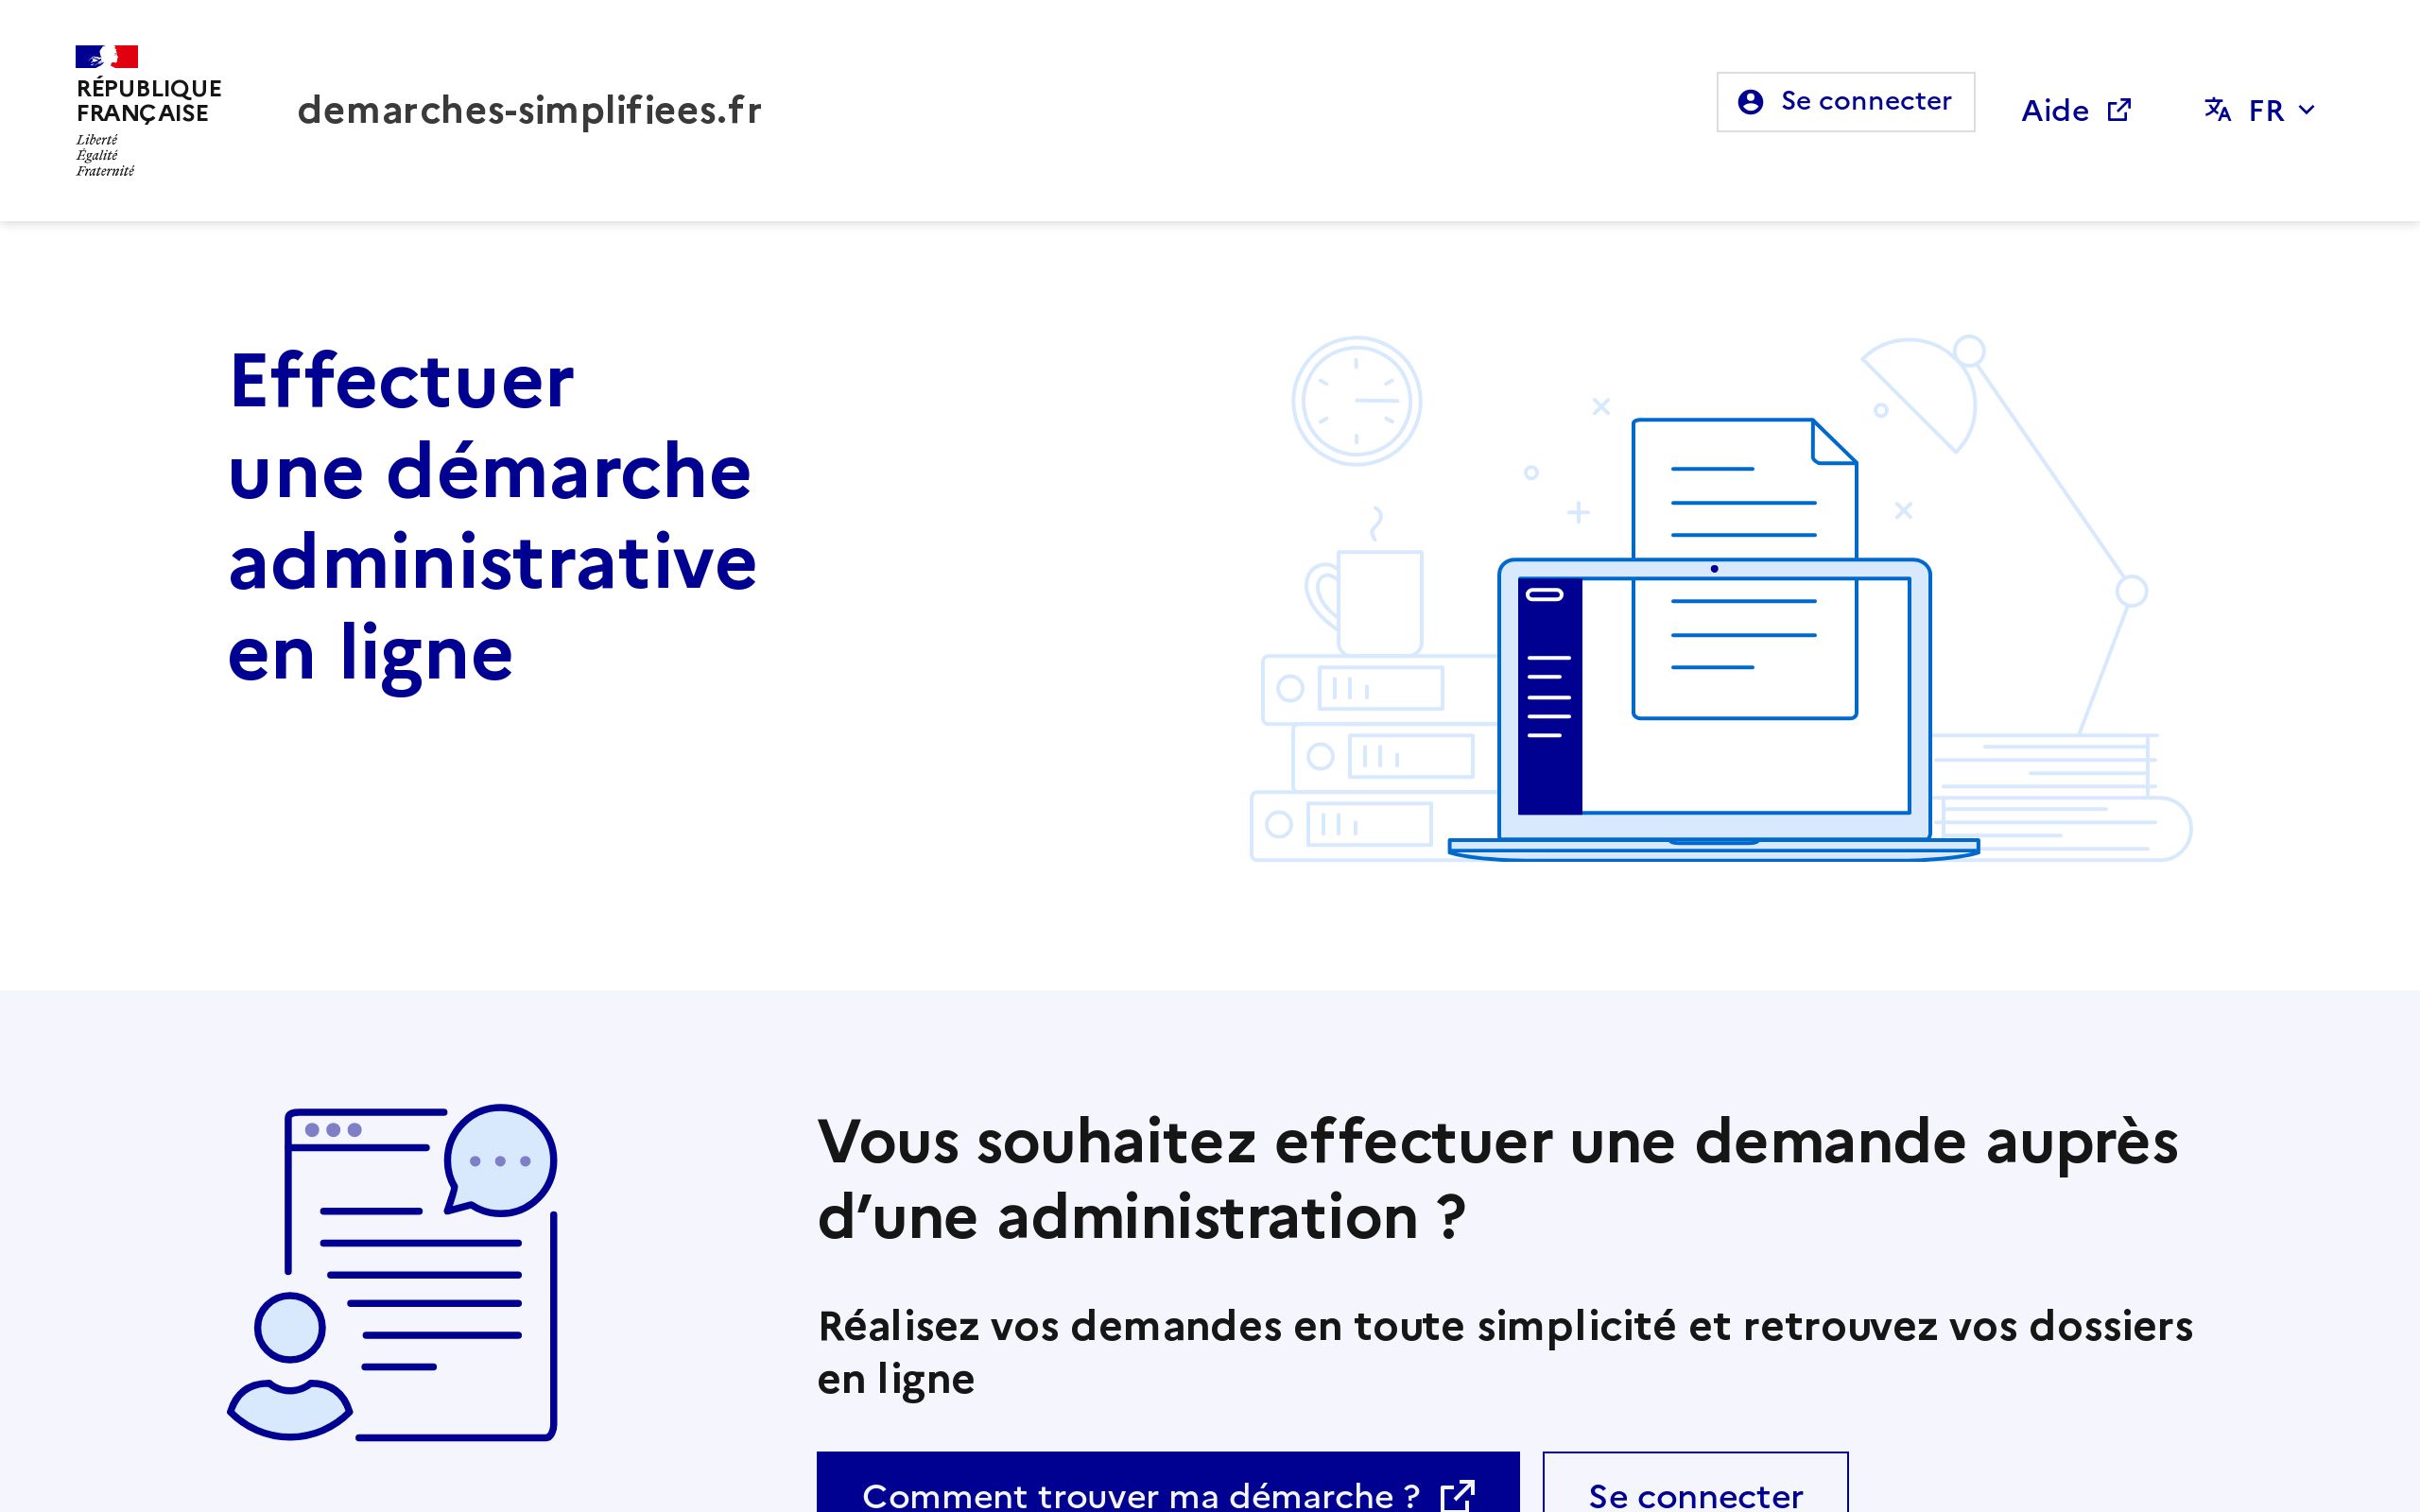 RÉPUBLIQUE
FRANÇAISE
Liberté
Égalité
Fraternité
demarches-simplifiees.fr
Se connecter
Aide
FR
Effectuer
une démarche
administrative
en ligne
Vous souhaitez effectuer une demande auprès
d’une administration ?
Réalisez vos demandes en toute simplicité et retrouvez vos dossiers
en ligne
Comment trouver ma démarche ?
Se connecter